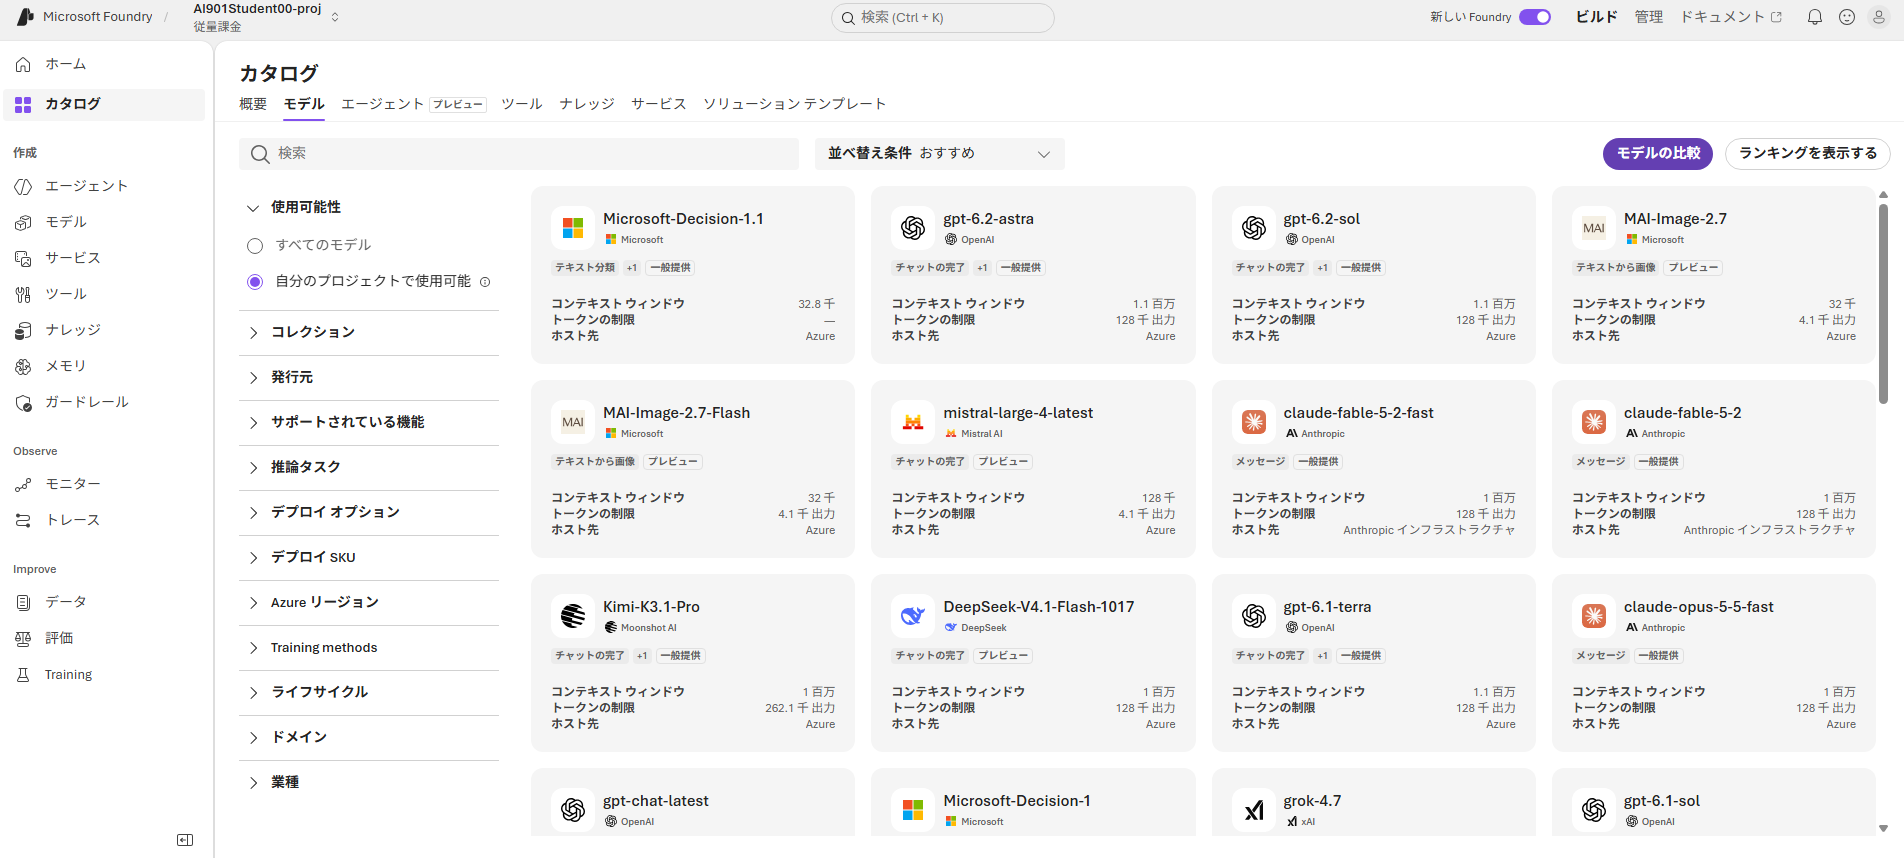 Microsoft Foundry / AI901Student00-proj
従量課金
検索 (Ctrl + K)
新しい Foundry
ビルド
管理
ドキュメント
ホーム
カタログ
作成
エージェント
モデル
サービス
ツール
ナレッジ
メモリ
ガードレール
Observe
モニター
トレース
Improve
データ
評価
Training
カタログ
概要 モデル エージェント プレビュー ツール ナレッジ サービス ソリューション テンプレート
検索
並べ替え条件 おすすめ
モデルの比較
ランキングを表示する
使用可能性
すべてのモデル
自分のプロジェクトで使用可能
コレクション
発行元
サポートされている機能
推論タスク
デプロイ オプション
デプロイ SKU
Azure リージョン
Training methods
ライフサイクル
ドメイン
業種
Microsoft-Decision-1.1
Microsoft
テキスト分類 +1 一般提供
コンテキスト ウィンドウ 32.8 千
トークンの制限 —
ホスト先 Azure
gpt-6.2-astra
OpenAI
チャットの完了 +1 一般提供
コンテキスト ウィンドウ 1.1 百万
トークンの制限 128 千 出力
ホスト先 Azure
gpt-6.2-sol
OpenAI
チャットの完了 +1 一般提供
コンテキスト ウィンドウ 1.1 百万
トークンの制限 128 千 出力
ホスト先 Azure
MAI
MAI-Image-2.7
Microsoft
テキストから画像 プレビュー
コンテキスト ウィンドウ 32 千
トークンの制限 4.1 千 出力
ホスト先 Azure
MAI
MAI-Image-2.7-Flash
Microsoft
テキストから画像 プレビュー
コンテキスト ウィンドウ 32 千
トークンの制限 4.1 千 出力
ホスト先 Azure
mistral-large-4-latest
Mistral AI
チャットの完了 プレビュー
コンテキスト ウィンドウ 128 千
トークンの制限 4.1 千 出力
ホスト先 Azure
claude-fable-5-2-fast
Anthropic
メッセージ 一般提供
コンテキスト ウィンドウ 1 百万
トークンの制限 128 千 出力
ホスト先 Anthropic インフラストラクチャ
claude-fable-5-2
Anthropic
メッセージ 一般提供
コンテキスト ウィンドウ 1 百万
トークンの制限 128 千 出力
ホスト先 Anthropic インフラストラクチャ
Kimi-K3.1-Pro
Moonshot AI
チャットの完了 +1 一般提供
コンテキスト ウィンドウ 1 百万
トークンの制限 262.1 千 出力
ホスト先 Azure
DeepSeek-V4.1-Flash-1017
DeepSeek
チャットの完了 プレビュー
コンテキスト ウィンドウ 1 百万
トークンの制限 128 千 出力
ホスト先 Azure
gpt-6.1-terra
OpenAI
チャットの完了 +1 一般提供
コンテキスト ウィンドウ 1.1 百万
トークンの制限 128 千 出力
ホスト先 Azure
claude-opus-5-5-fast
Anthropic
メッセージ 一般提供
コンテキスト ウィンドウ 1 百万
トークンの制限 128 千 出力
ホスト先 Azure
gpt-chat-latest
OpenAI
Microsoft-Decision-1
Microsoft
grok-4.7
xAI
gpt-6.1-sol
OpenAI